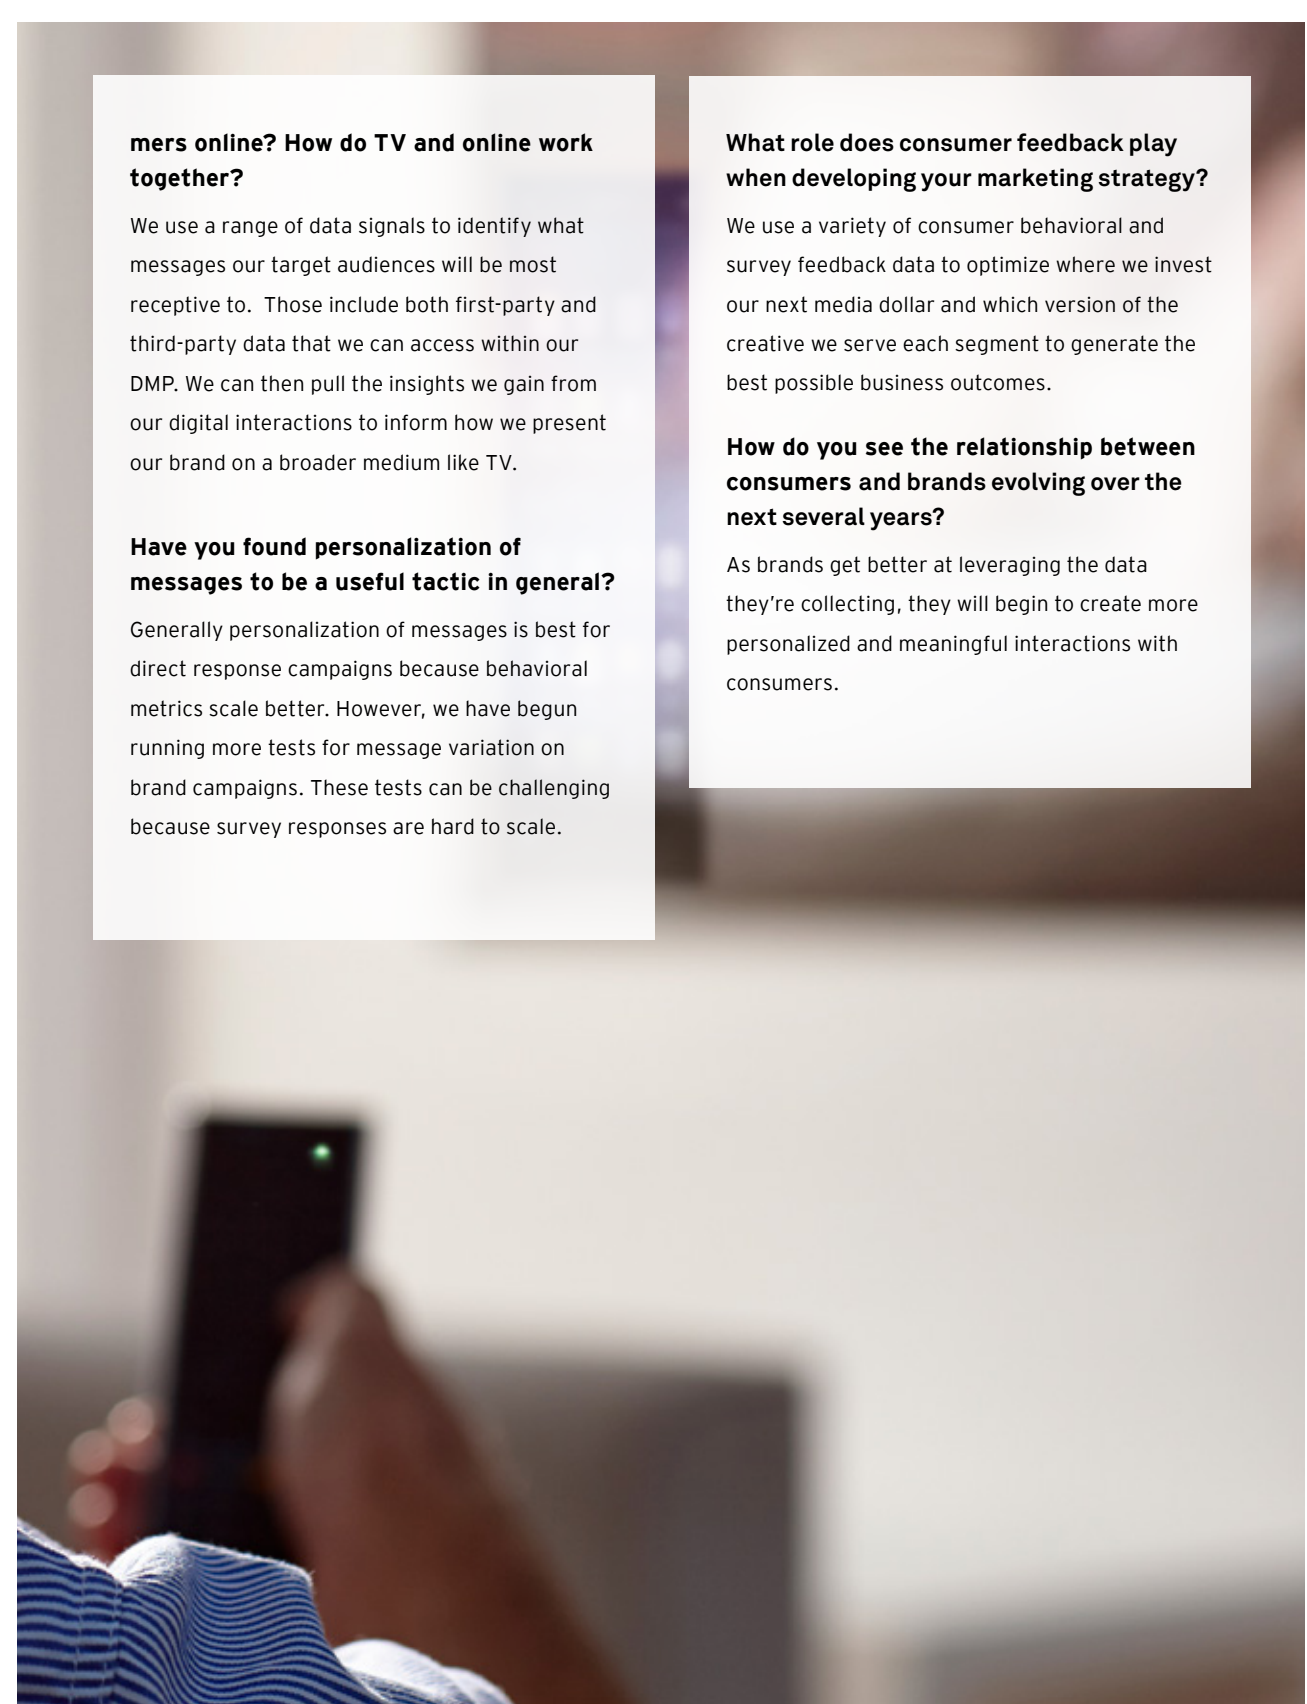 mers online? How do TV and online work
together?
We use a range of data signals to identify what
messages our target audiences will be most
receptive to.  Those include both first-party and
third-party data that we can access within our
DMP. We can then pull the insights we gain from
our digital interactions to inform how we present
our brand on a broader medium like TV.
Have you found personalization of
messages to be a useful tactic in general?
Generally personalization of messages is best for
direct response campaigns because behavioral
metrics scale better. However, we have begun
running more tests for message variation on
brand campaigns. These tests can be challenging
because survey responses are hard to scale.
What role does consumer feedback play
when developing your marketing strategy?
We use a variety of consumer behavioral and
survey feedback data to optimize where we invest
our next media dollar and which version of the
creative we serve each segment to generate the
best possible business outcomes.
How do you see the relationship between
consumers and brands evolving over the
next several years?
As brands get better at leveraging the data
they’re collecting, they will begin to create more
personalized and meaningful interactions with
consumers.